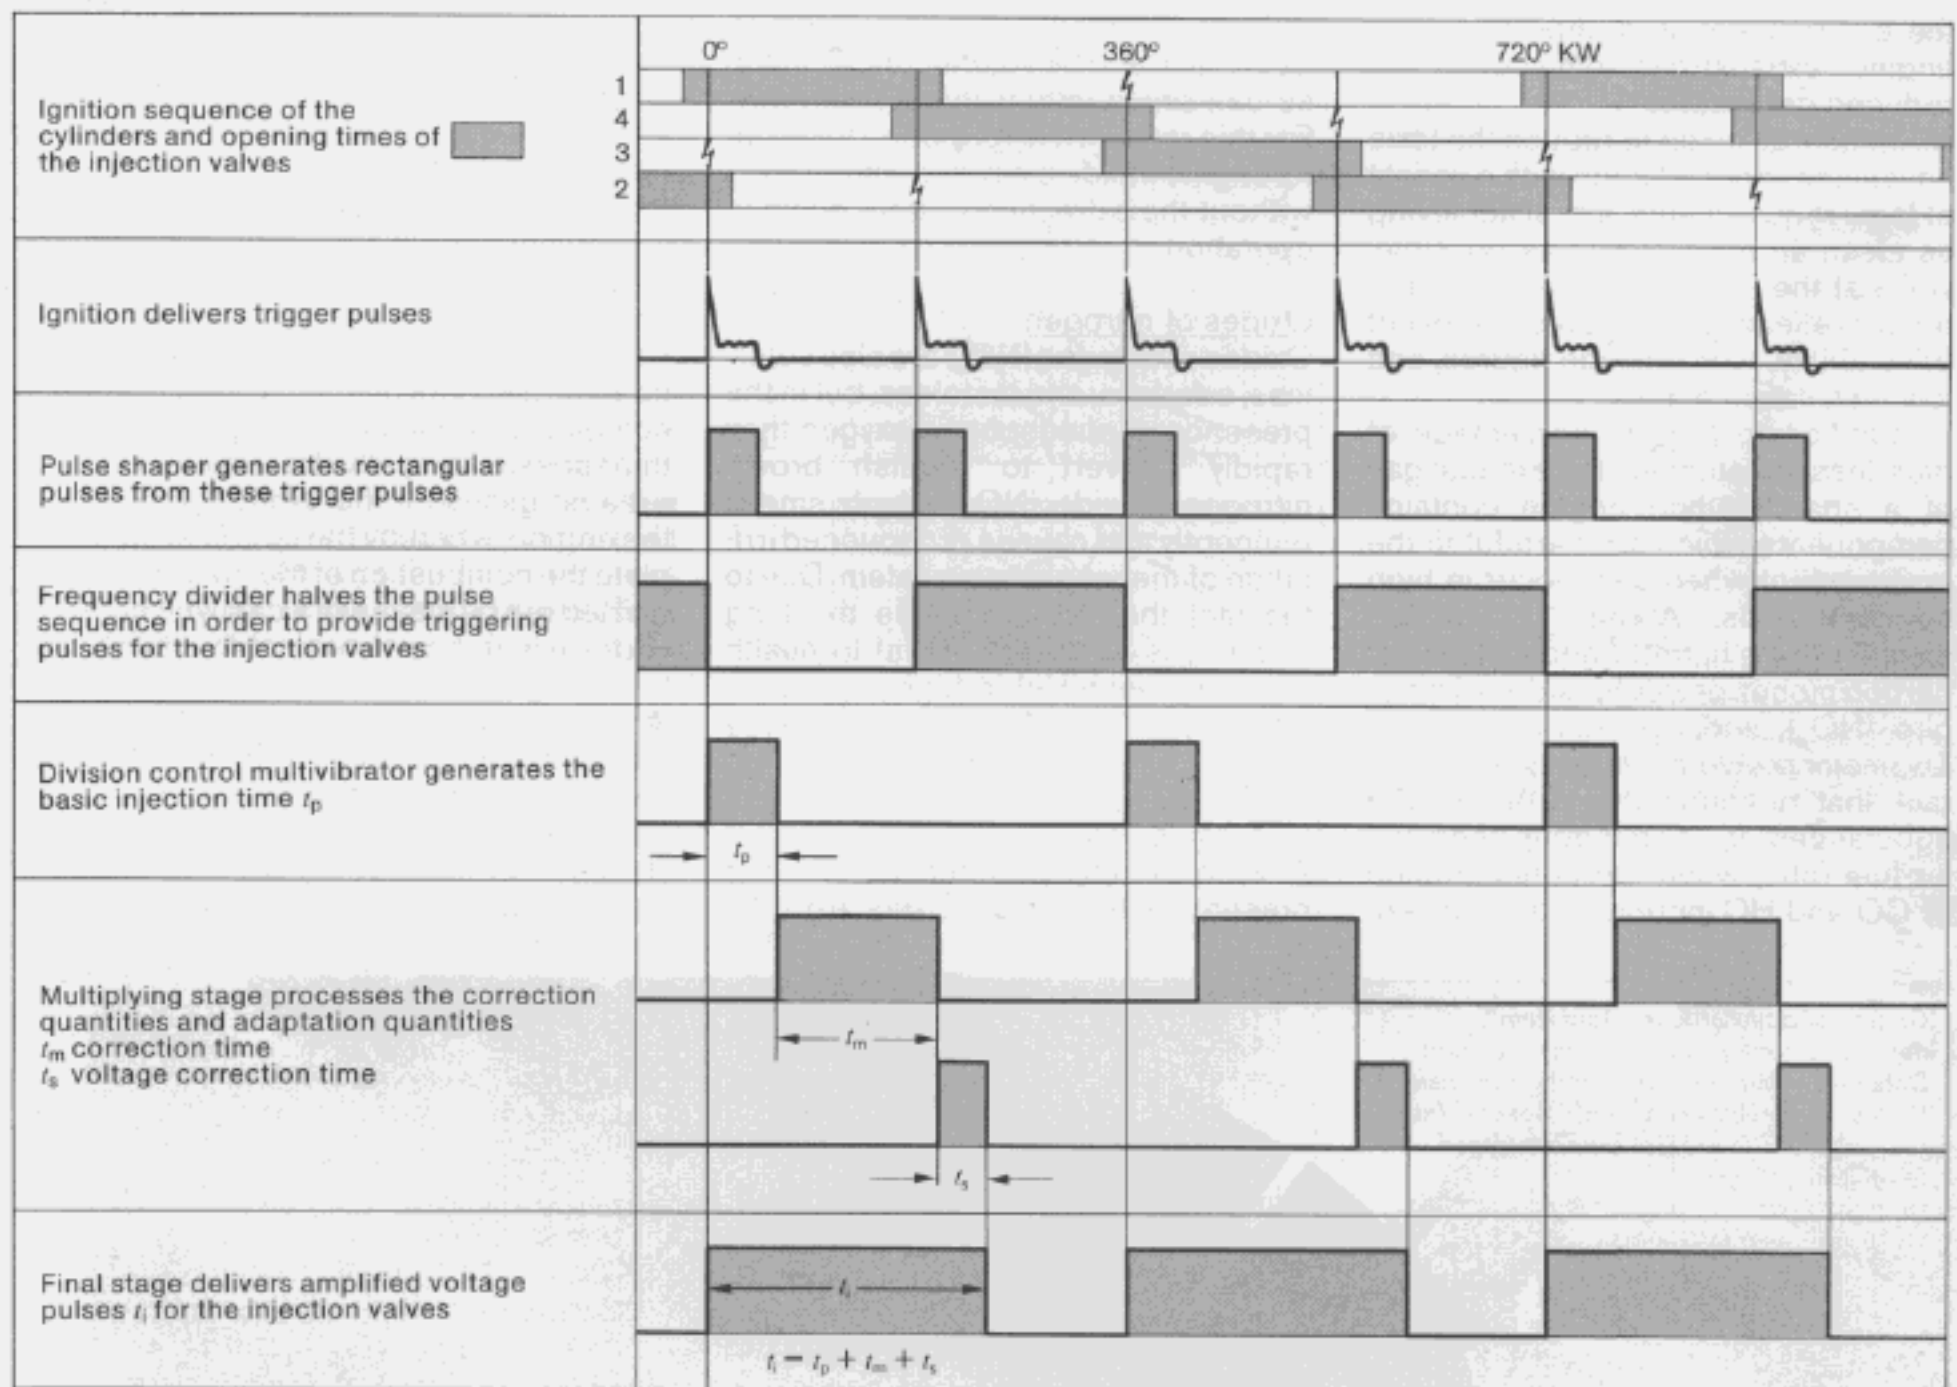 0° 360° 720° KW
Ignition sequence of the
cylinders and opening times of
the injection valves
1
4
3
2
Ignition delivers trigger pulses
Pulse shaper generates rectangular
pulses from these trigger pulses
Frequency divider halves the pulse
sequence in order to provide triggering
pulses for the injection valves
Division control multivibrator generates the
basic injection time tp
tp
Multiplying stage processes the correction
quantities and adaptation quantities
tm correction time
ts voltage correction time
tm
ts
Final stage delivers amplified voltage
pulses ti for the injection valves
ti
ti = tp + tm + ts